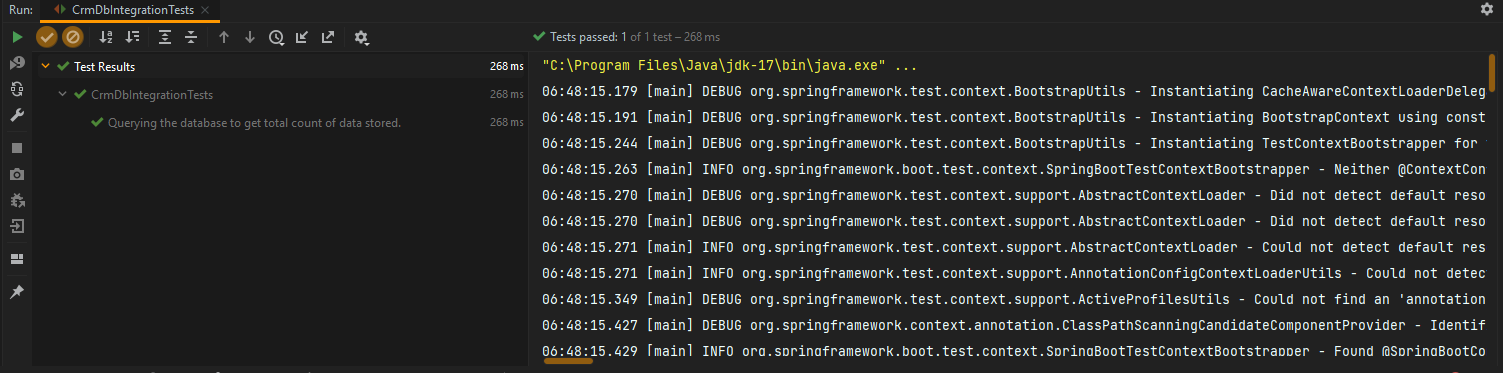 Run: CrmDbIntegrationTests
Tests passed: 1 of 1 test – 268 ms
Test Results 268 ms
CrmDbIntegrationTests 268 ms
Querying the database to get total count of data stored. 268 ms
"C:\Program Files\Java\jdk-17\bin\java.exe" ...
06:48:15.179 [main] DEBUG org.springframework.test.context.BootstrapUtils - Instantiating CacheAwareContextLoaderDeleg
06:48:15.191 [main] DEBUG org.springframework.test.context.BootstrapUtils - Instantiating BootstrapContext using const
06:48:15.244 [main] DEBUG org.springframework.test.context.BootstrapUtils - Instantiating TestContextBootstrapper for
06:48:15.263 [main] INFO org.springframework.boot.test.context.SpringBootTestContextBootstrapper - Neither @ContextCon
06:48:15.270 [main] DEBUG org.springframework.test.context.support.AbstractContextLoader - Did not detect default reso
06:48:15.270 [main] DEBUG org.springframework.test.context.support.AbstractContextLoader - Did not detect default reso
06:48:15.271 [main] INFO org.springframework.test.context.support.AbstractContextLoader - Could not detect default res
06:48:15.271 [main] INFO org.springframework.test.context.support.AnnotationConfigContextLoaderUtils - Could not detec
06:48:15.349 [main] DEBUG org.springframework.test.context.support.ActiveProfilesUtils - Could not find an 'annotation
06:48:15.427 [main] DEBUG org.springframework.context.annotation.ClassPathScanningCandidateComponentProvider - Identif
06:48:15.429 [main] INFO org.springframework.boot.test.context.SpringBootTestContextBootstrapper - Found @SpringBootCo